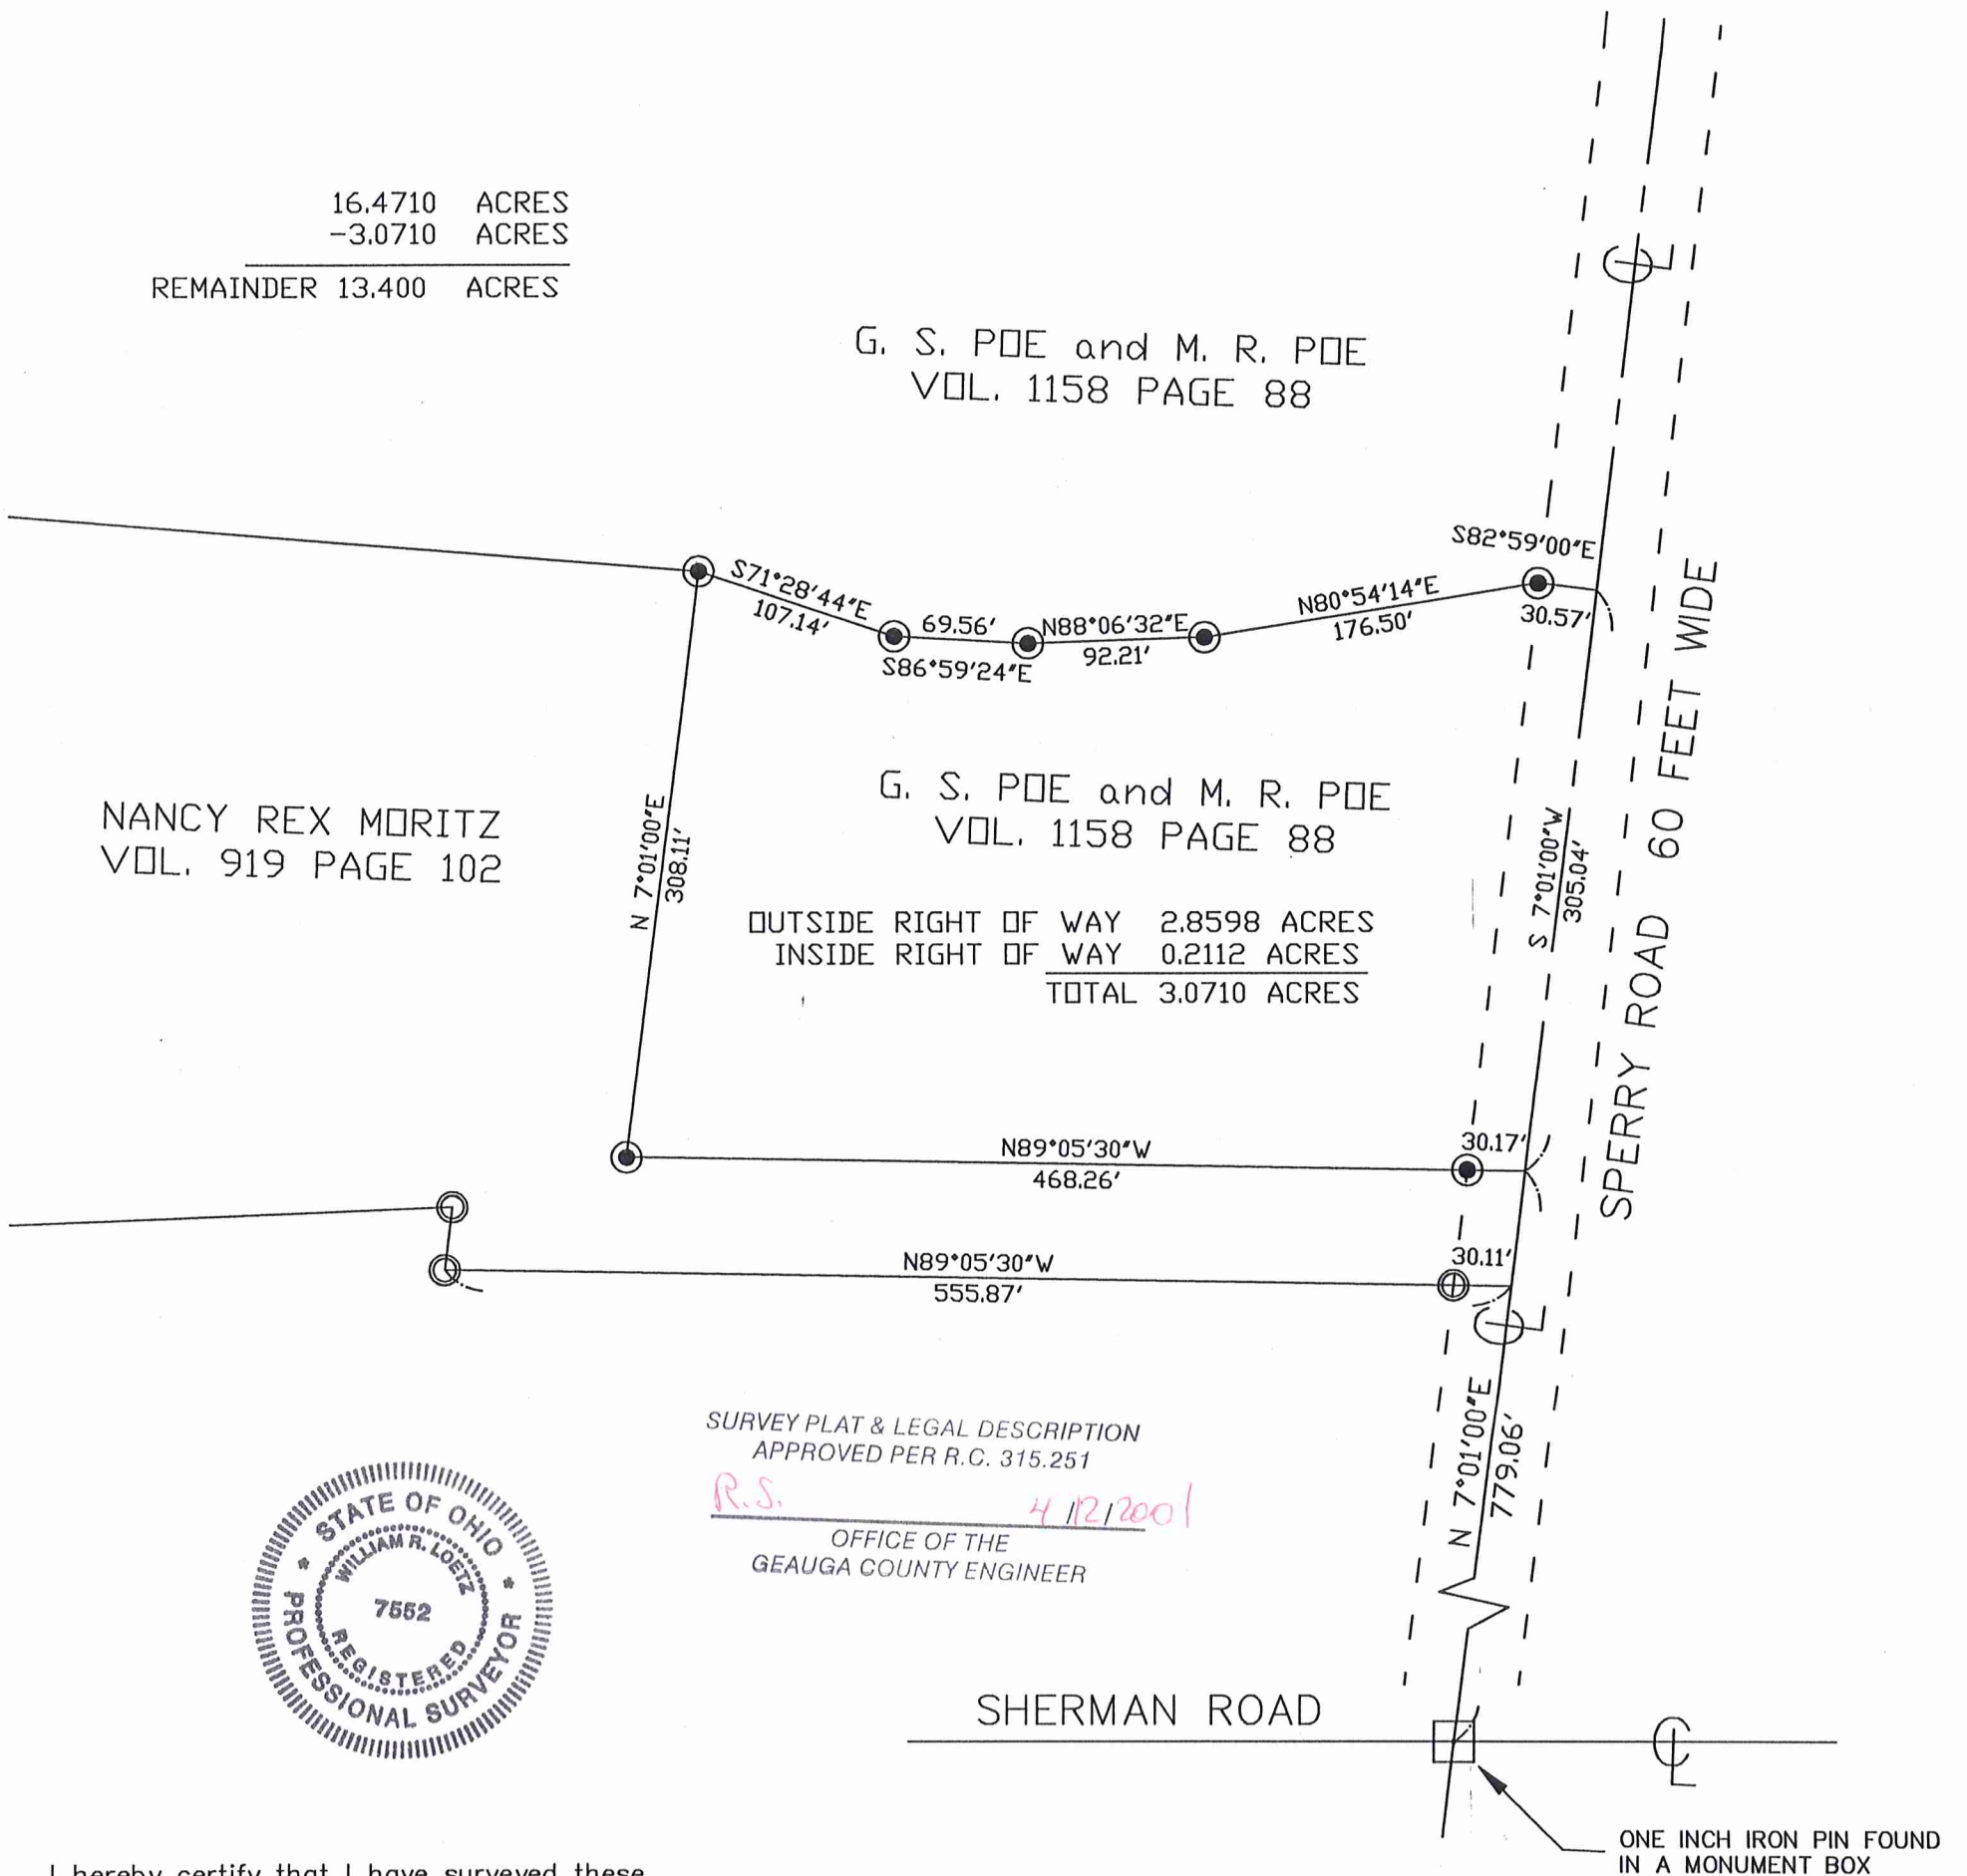 16.4710 ACRES
-3.0710 ACRES
REMAINDER 13.400 ACRES
G. S. POE and M. R. POE
VOL. 1158 PAGE 88
S82°59'00"E
30.57'
S71°28'44"E
107.14'
69.56'
S86°59'24"E
N88°06'32"E
92.21'
N80°54'14"E
176.50'
NANCY REX MORITZ
VOL. 919 PAGE 102
N 7°01'00"E
308.11'
G. S. POE and M. R. POE
VOL. 1158 PAGE 88
OUTSIDE RIGHT OF WAY 2.8598 ACRES
INSIDE RIGHT OF WAY 0.2112 ACRES
TOTAL 3.0710 ACRES
S 7°01'00"W
305.04'
SPERRY ROAD 60 FEET WIDE
N89°05'30"W
468.26'
30.17'
N89°05'30"W
555.87'
30.11'
N 7°01'00"E
779.06'
SURVEY PLAT & LEGAL DESCRIPTION
APPROVED PER R.C. 315.251
R.S. 4/12/2001
OFFICE OF THE
GEAUGA COUNTY ENGINEER
STATE OF OHIO
WILLIAM R. LOETZ
7552
REGISTERED
PROFESSIONAL SURVEYOR
SHERMAN ROAD
ONE INCH IRON PIN FOUND
IN A MONUMENT BOX
I hereby certify that I have surveyed these